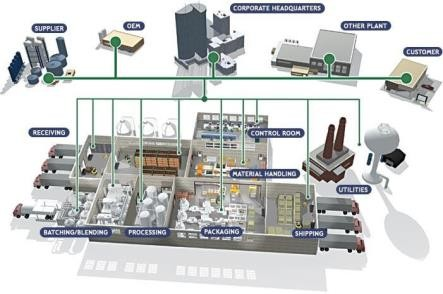 CORPORATE HEADQUARTERS
SUPPLIER
OEM
OTHER PLANT
CUSTOMER
RECEIVING
CONTROL ROOM
MATERIAL HANDLING
UTILITIES
BATCHING/BLENDING
PROCESSING
PACKAGING
SHIPPING